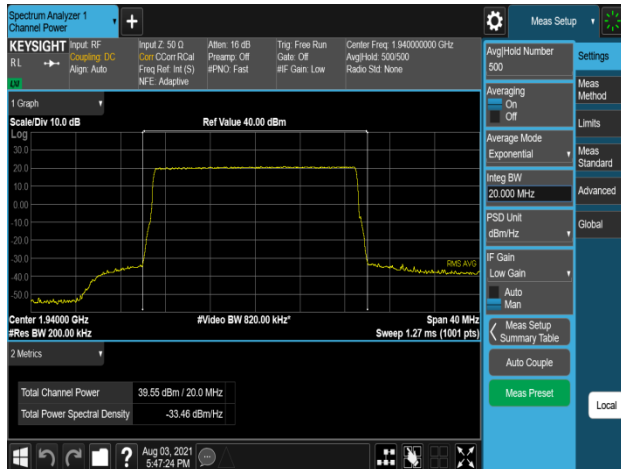 Spectrum Analyzer 1
Channel Power
+
Meas Setup
KEYSIGHT
RL
LXI
Input: RF
Coupling: DC
Align: Auto
Input Z: 50 Ω
Corr CCorr RCal
Freq Ref: Int (S)
NFE: Adaptive
Atten: 16 dB
Preamp: Off
#PNO: Fast
Trig: Free Run
Gate: Off
#IF Gain: Low
Center Freq: 1.940000000 GHz
Avg|Hold: 500/500
Radio Std: None
1 Graph
Scale/Div 10.0 dB
Ref Value 40.00 dBm
Log
30.0
20.0
10.0
0.00
-10.0
-20.0
-30.0
-40.0
-50.0
RMS AVG
Center 1.94000 GHz
#Video BW 820.00 kHz*
Span 40 MHz
#Res BW 200.00 kHz
Sweep 1.27 ms (1001 pts)
2 Metrics
Total Channel Power
39.55 dBm / 20.0 MHz
Total Power Spectral Density
-33.46 dBm/Hz
Avg|Hold Number
500
Averaging
On
Off
Average Mode
Exponential
Integ BW
20.000 MHz
PSD Unit
dBm/Hz
IF Gain
Low Gain
Auto
Man
Meas Setup
Summary Table
Auto Couple
Meas Preset
Settings
Meas
Method
Limits
Meas
Standard
Advanced
Global
Local
?
Aug 03, 2021
5:47:24 PM